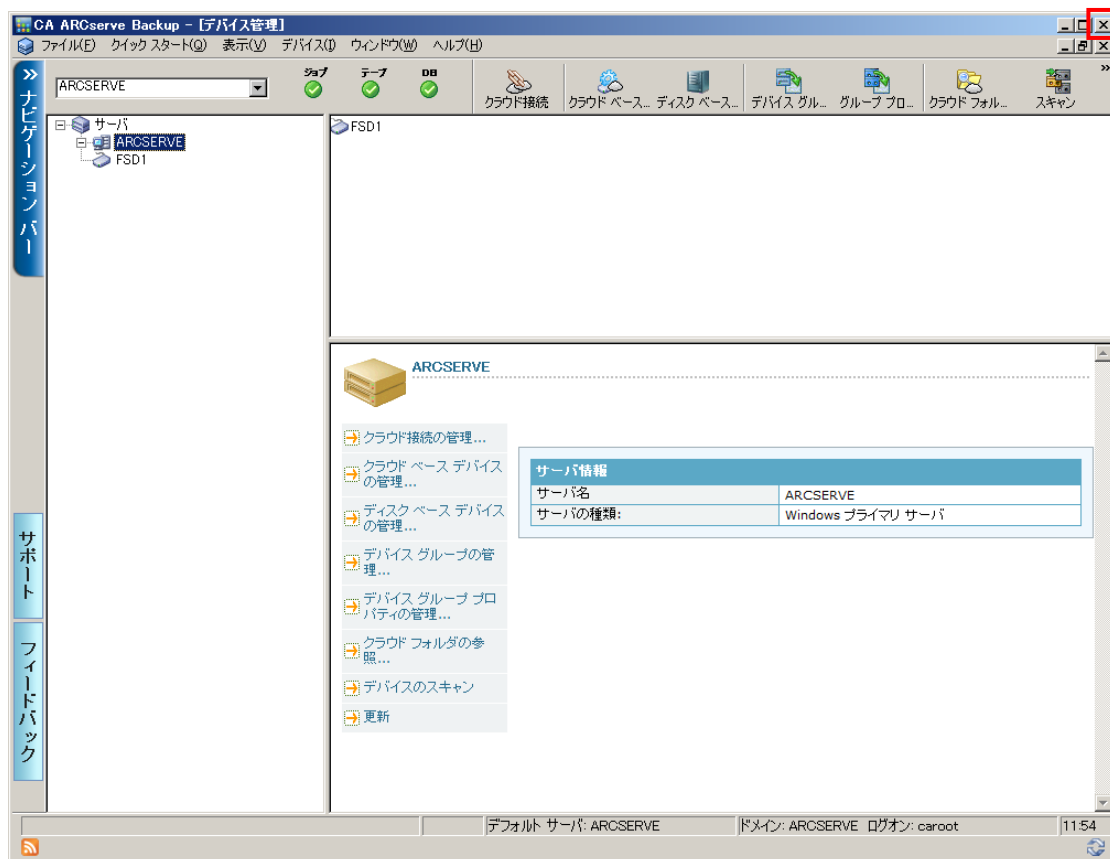 CA ARCserve Backup - [デバイス管理]
ファイル(F) クイック スタート(Q) 表示(V) デバイス(I) ウィンドウ(W) ヘルプ(H)
»
ナビゲーション バー
ARCSERVE
ジョブ テープ DB
クラウド接続 クラウド ベース... ディスク ベース... デバイス グル... グループ プロ... クラウド フォル... スキャン
»
サーバ
ARCSERVE
FSD1
FSD1
ARCSERVE
クラウド接続の管理...
クラウド ベース デバイス
の管理...
ディスク ベース デバイス
の管理...
デバイス グループの管
理...
デバイス グループ プロ
パティの管理...
クラウド フォルダの参
照...
デバイスのスキャン
更新
サーバ情報
サーバ名 ARCSERVE
サーバの種類: Windows プライマリ サーバ
サポート
フィードバック
デフォルト サーバ: ARCSERVE ドメイン: ARCSERVE ログオン: caroot 11:54